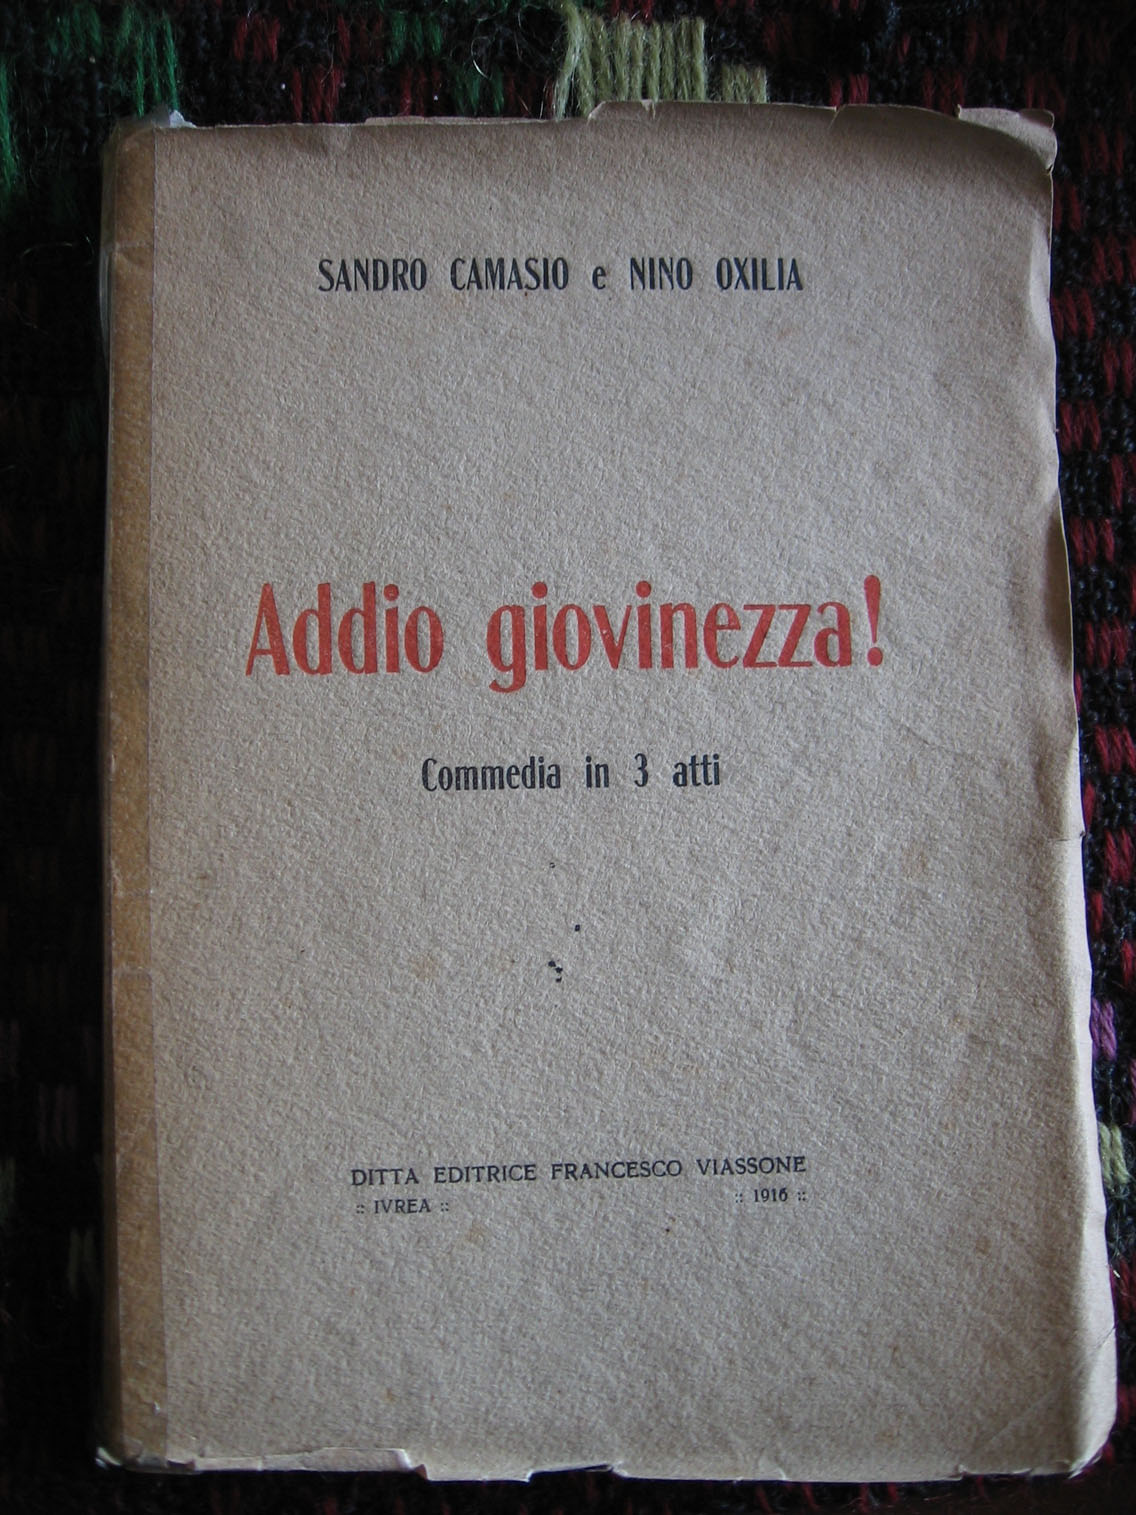 SANDRO CAMASIO e NINO OXILIA
Addio giovinezza!
Commedia in 3 atti
DITTA EDITRICE FRANCESCO VIASSONE
:: IVREA :: :: 1916 ::